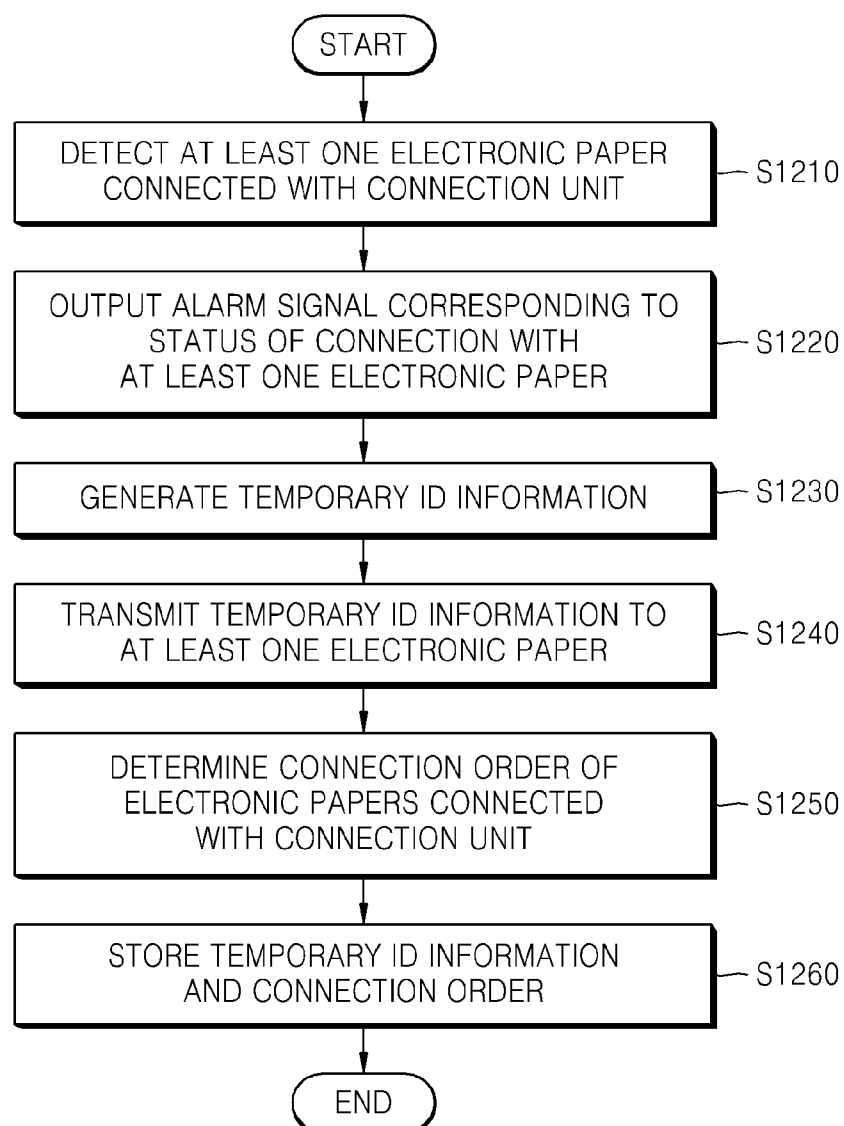 START
DETECT AT LEAST ONE ELECTRONIC PAPER
CONNECTED WITH CONNECTION UNIT
S1210
OUTPUT ALARM SIGNAL CORRESPONDING TO
STATUS OF CONNECTION WITH
AT LEAST ONE ELECTRONIC PAPER
S1220
GENERATE TEMPORARY ID INFORMATION
S1230
TRANSMIT TEMPORARY ID INFORMATION TO
AT LEAST ONE ELECTRONIC PAPER
S1240
DETERMINE CONNECTION ORDER OF
ELECTRONIC PAPERS CONNECTED
WITH CONNECTION UNIT
S1250
STORE TEMPORARY ID INFORMATION
AND CONNECTION ORDER
S1260
END